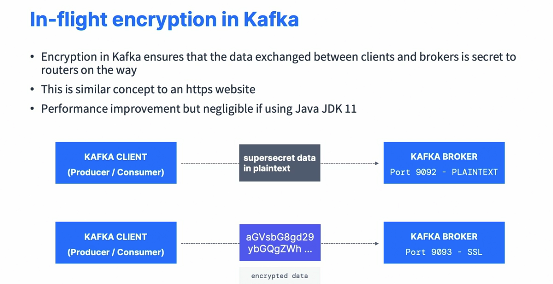 In-flight encryption in Kafka
• Encryption in Kafka ensures that the data exchanged between clients and brokers is secret to
routers on the way
• This is similar concept to an https website
• Performance improvement but negligible if using Java JDK 11
KAFKA CLIENT
(Producer / Consumer)
supersecret data
in plaintext
KAFKA BROKER
Port 9092 - PLAINTEXT
KAFKA CLIENT
(Producer / Consumer)
aGVsbG8gd29
ybGQgZWh ...
KAFKA BROKER
Port 9093 - SSL
encrypted data